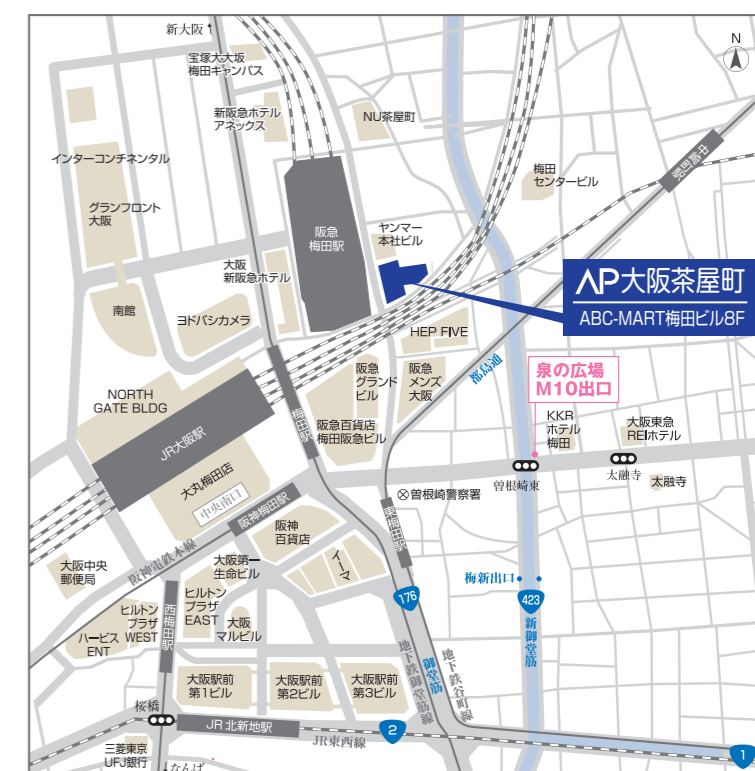 新大阪
N
宝塚大大坂
梅田キャンパス
新阪急ホテル
アネックス
NU茶屋町
中崎町駅
インターコンチネンタル
梅田
センタービル
グランフロント
大阪
阪急
梅田駅
ヤンマー
本社ビル
大阪
新阪急ホテル
AP大阪茶屋町
ABC-MART梅田ビル8F
南館
ヨドバシカメラ
HEP FIVE
都島通
阪急
グランド
ビル
阪急
メンズ
大阪
泉の広場
M10出口
NORTH
GATE BLDG
梅田駅
阪急百貨店
梅田阪急ビル
KKR
ホテル
梅田
大阪東急
REIホテル
JR大阪駅
大丸梅田店
中央南口
曽根崎東
太融寺
太融寺
曽根崎警察署
阪神梅田駅
東梅田駅
阪神
百貨店
イーマ
阪神電鉄本線
大阪中央
郵便局
大阪第一
生命ビル
梅新出口
176
423
ヒルトン
プラザ
WEST
ヒルトン
プラザ
EAST
西梅田駅
大阪
マルビル
ハービス
ENT
新御堂筋
地下鉄御堂筋線
御堂筋
地下鉄谷町線
大阪駅前
第1ビル
大阪駅前
第2ビル
大阪駅前
第3ビル
桜橋
JR北新地駅
JR東西線
2
1
三菱東京
UFJ銀行
なんば